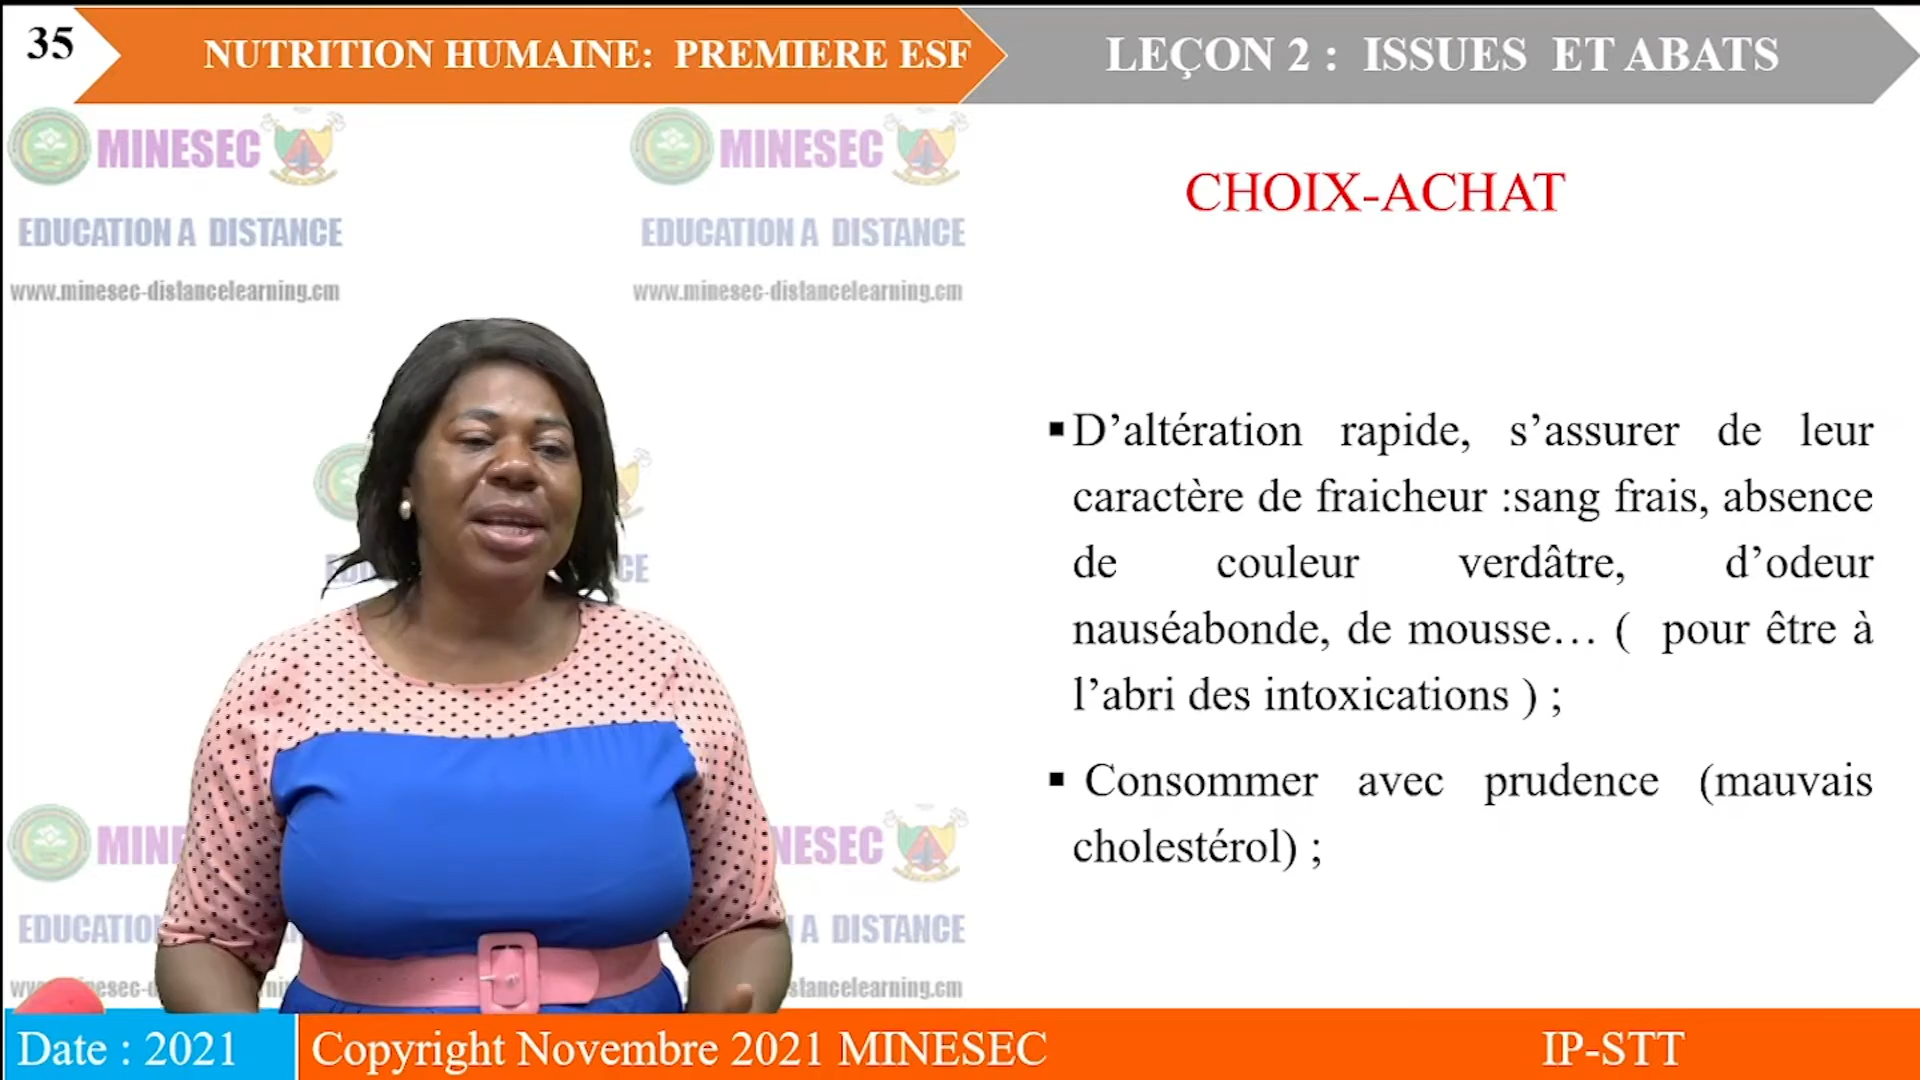 35
NUTRITION HUMAINE: PREMIERE ESF
LEÇON 2 : ISSUES ET ABATS
MINESEC
EDUCATION A DISTANCE
www.minesec-distancelearning.cm
MINESEC
EDUCATION A DISTANCE
www.minesec-distancelearning.cm
CHOIX-ACHAT
▪D’altération rapide, s’assurer de leur
caractère de fraicheur :sang frais, absence
de couleur verdâtre, d’odeur
nauséabonde, de mousse… ( pour être à
l’abri des intoxications ) ;
▪ Consommer avec prudence (mauvais
cholestérol) ;
MINESEC
A DISTANCE
Date : 2021
Copyright Novembre 2021 MINESEC
IP-STT